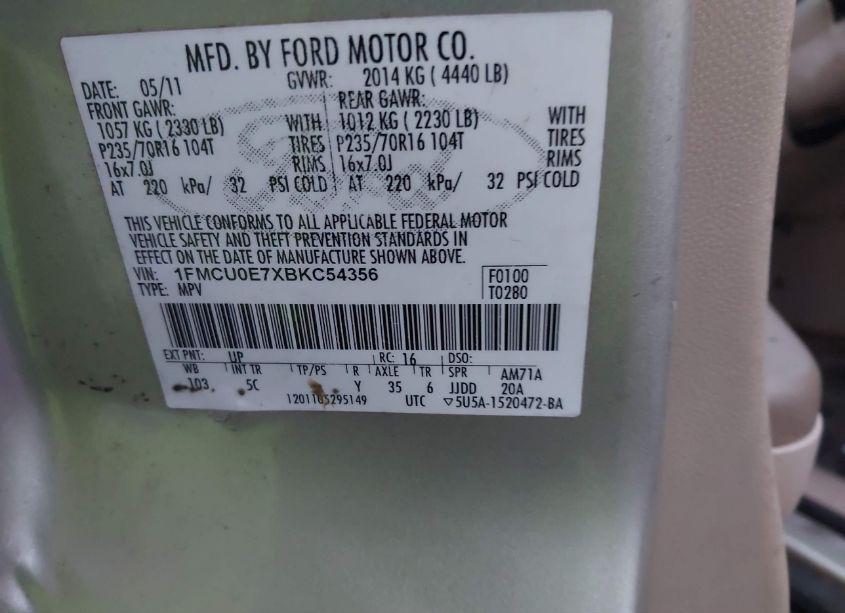 MFD. BY FORD MOTOR CO.
DATE: 05/11 GVWR: 2014 KG ( 4440 LB)
FRONT GAWR: REAR GAWR:
1057 KG ( 2330 LB) WITH 1012 KG ( 2230 LB) WITH
P235/70R16 104T TIRES P235/70R16 104T TIRES
16x7.0J RIMS 16x7.0J RIMS
AT 220 kPa/ 32 PSI COLD AT 220 kPa/ 32 PSI COLD
THIS VEHICLE CONFORMS TO ALL APPLICABLE FEDERAL MOTOR
VEHICLE SAFETY AND THEFT PREVENTION STANDARDS IN
EFFECT ON THE DATE OF MANUFACTURE SHOWN ABOVE.
VIN: 1FMCU0E7XBKC54356 F0100
TYPE: MPV T0280
EXT PNT: UP RC: 16 DSO:
WB INT TR TP/PS R AXLE TR SPR AM71A
103 5C Y 35 6 JJDD 20A
1201105295149 UTC ▽5U5A-1520472-BA